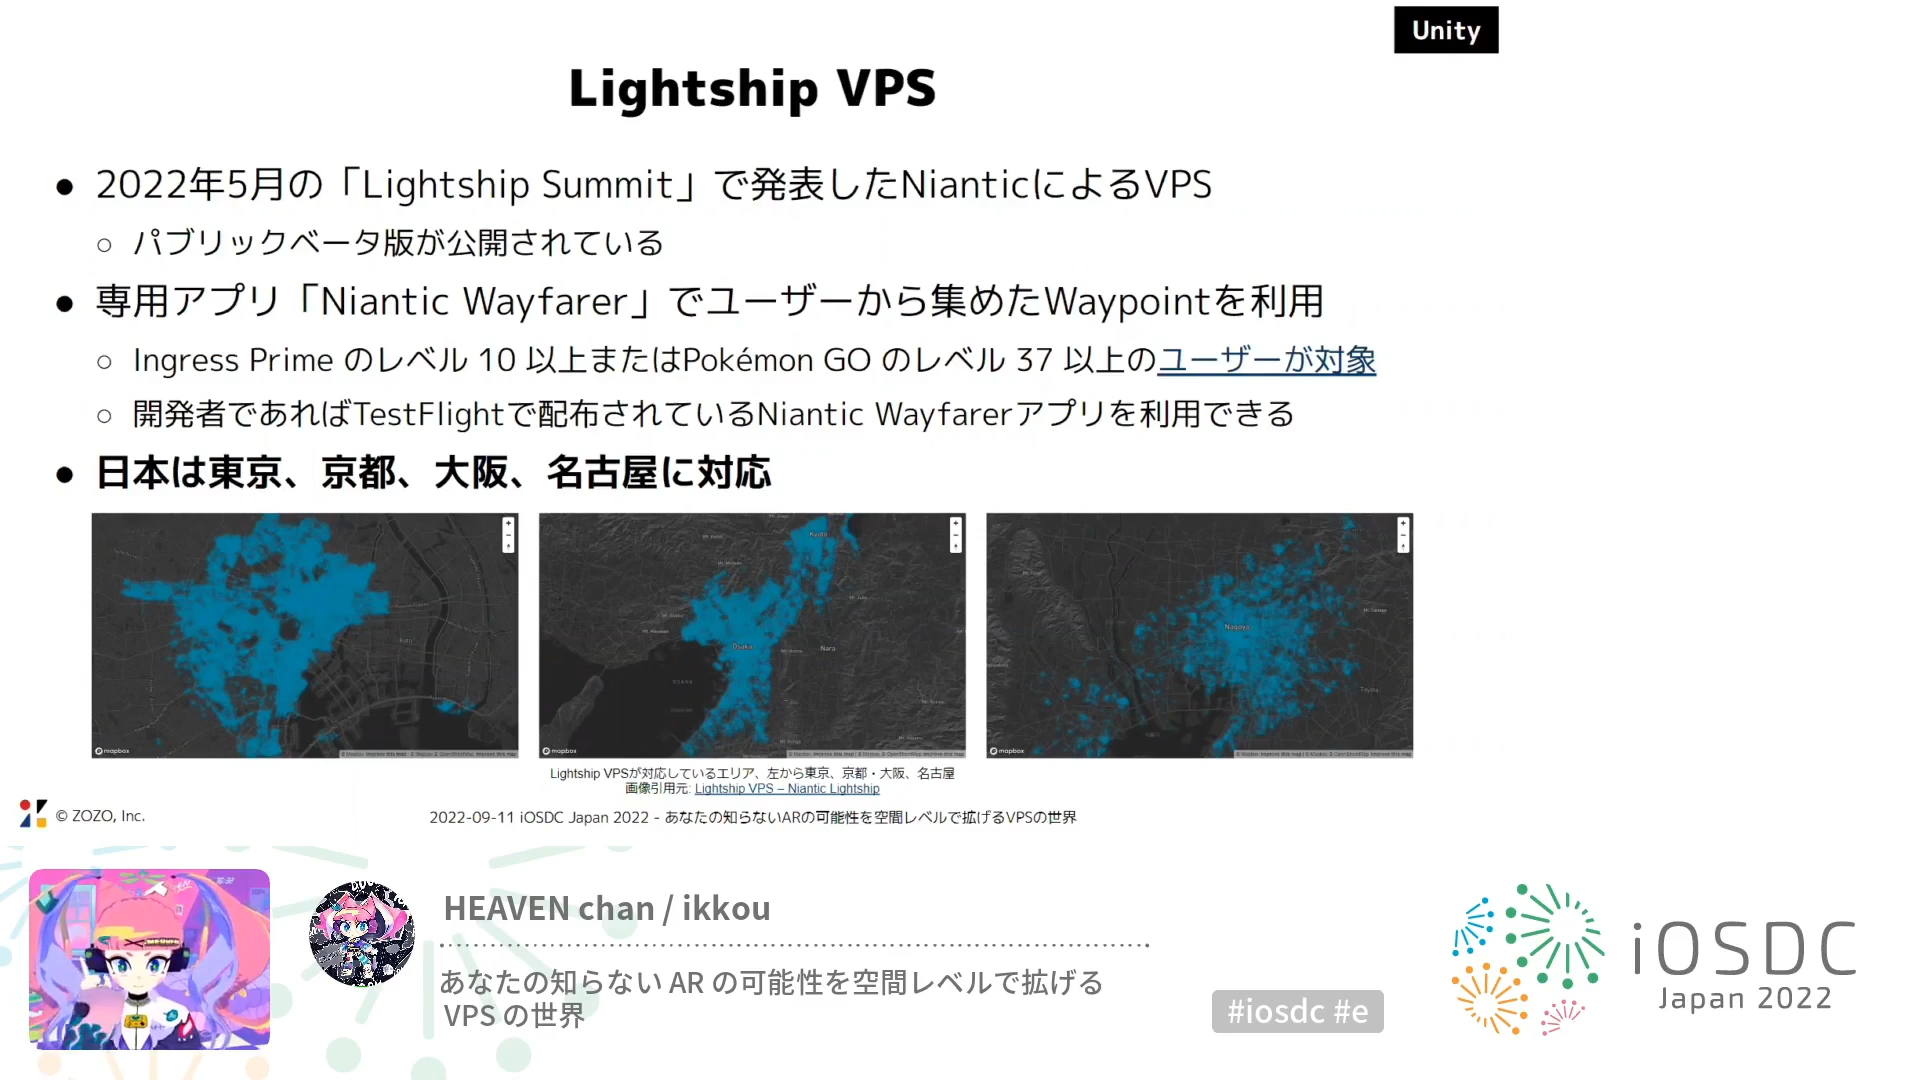 Unity
Lightship VPS
● 2022年5月の「Lightship Summit」で発表したNianticによるVPS
○ パブリックベータ版が公開されている
● 専用アプリ「Niantic Wayfarer」でユーザーから集めたWaypointを利用
○ Ingress Prime のレベル 10 以上またはPokémon GO のレベル 37 以上のユーザーが対象
○ 開発者であればTestFlightで配布されているNiantic Wayfarerアプリを利用できる
● 日本は東京、京都、大阪、名古屋に対応
Kyoto
Osaka
Nara
Nagoya
Toyota
mapbox
mapbox
mapbox
Lightship VPSが対応しているエリア、左から東京、京都・大阪、名古屋
画像引用元: Lightship VPS – Niantic Lightship
© ZOZO, Inc.
2022-09-11 iOSDC Japan 2022 - あなたの知らないARの可能性を空間レベルで拡げるVPSの世界
HEAVEN chan / ikkou
あなたの知らない AR の可能性を空間レベルで拡げる
VPS の世界
#iosdc #e
iOSDC
Japan 2022